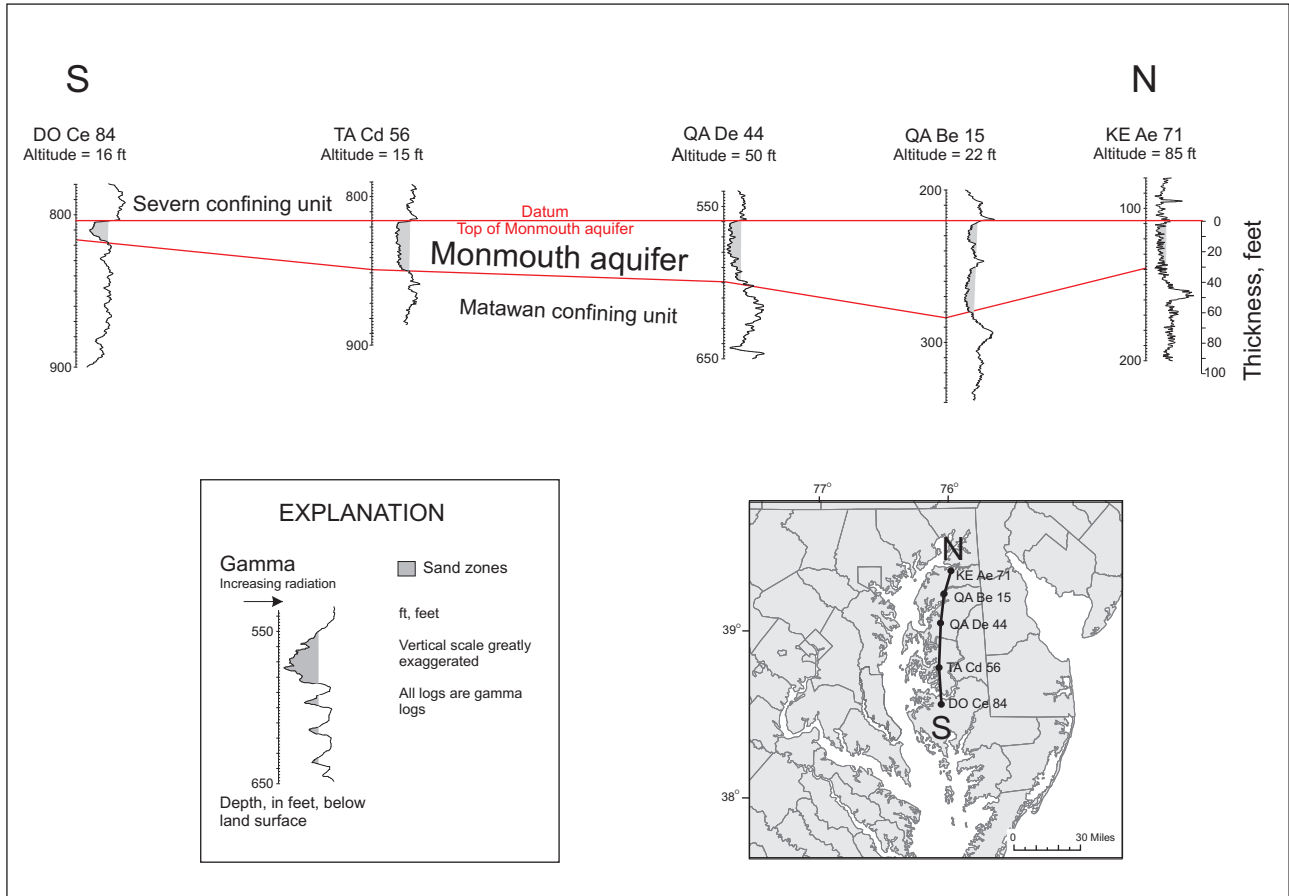 S
N
DO Ce 84
Altitude = 16 ft
TA Cd 56
Altitude = 15 ft
QA De 44
Altitude = 50 ft
QA Be 15
Altitude = 22 ft
KE Ae 71
Altitude = 85 ft
800
900
800
900
550
650
200
300
100
200
Severn confining unit
Datum
Top of Monmouth aquifer
Monmouth aquifer
Matawan confining unit
0
20
40
60
80
100
Thickness, feet
EXPLANATION
Gamma
Increasing radiation
550
650
Depth, in feet, below
land surface
Sand zones
ft, feet
Vertical scale greatly
exaggerated
All logs are gamma
logs
77°
76°
39°
38°
N
KE Ae 71
QA Be 15
QA De 44
TA Cd 56
DO Ce 84
S
0
30 Miles